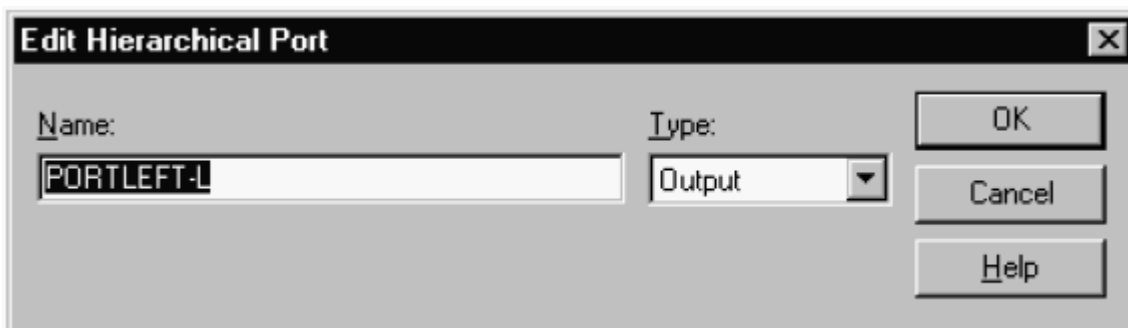 Edit Hierarchical Port
Name:
Type:
OK
PORTLEFT-L
Output
Cancel
Help